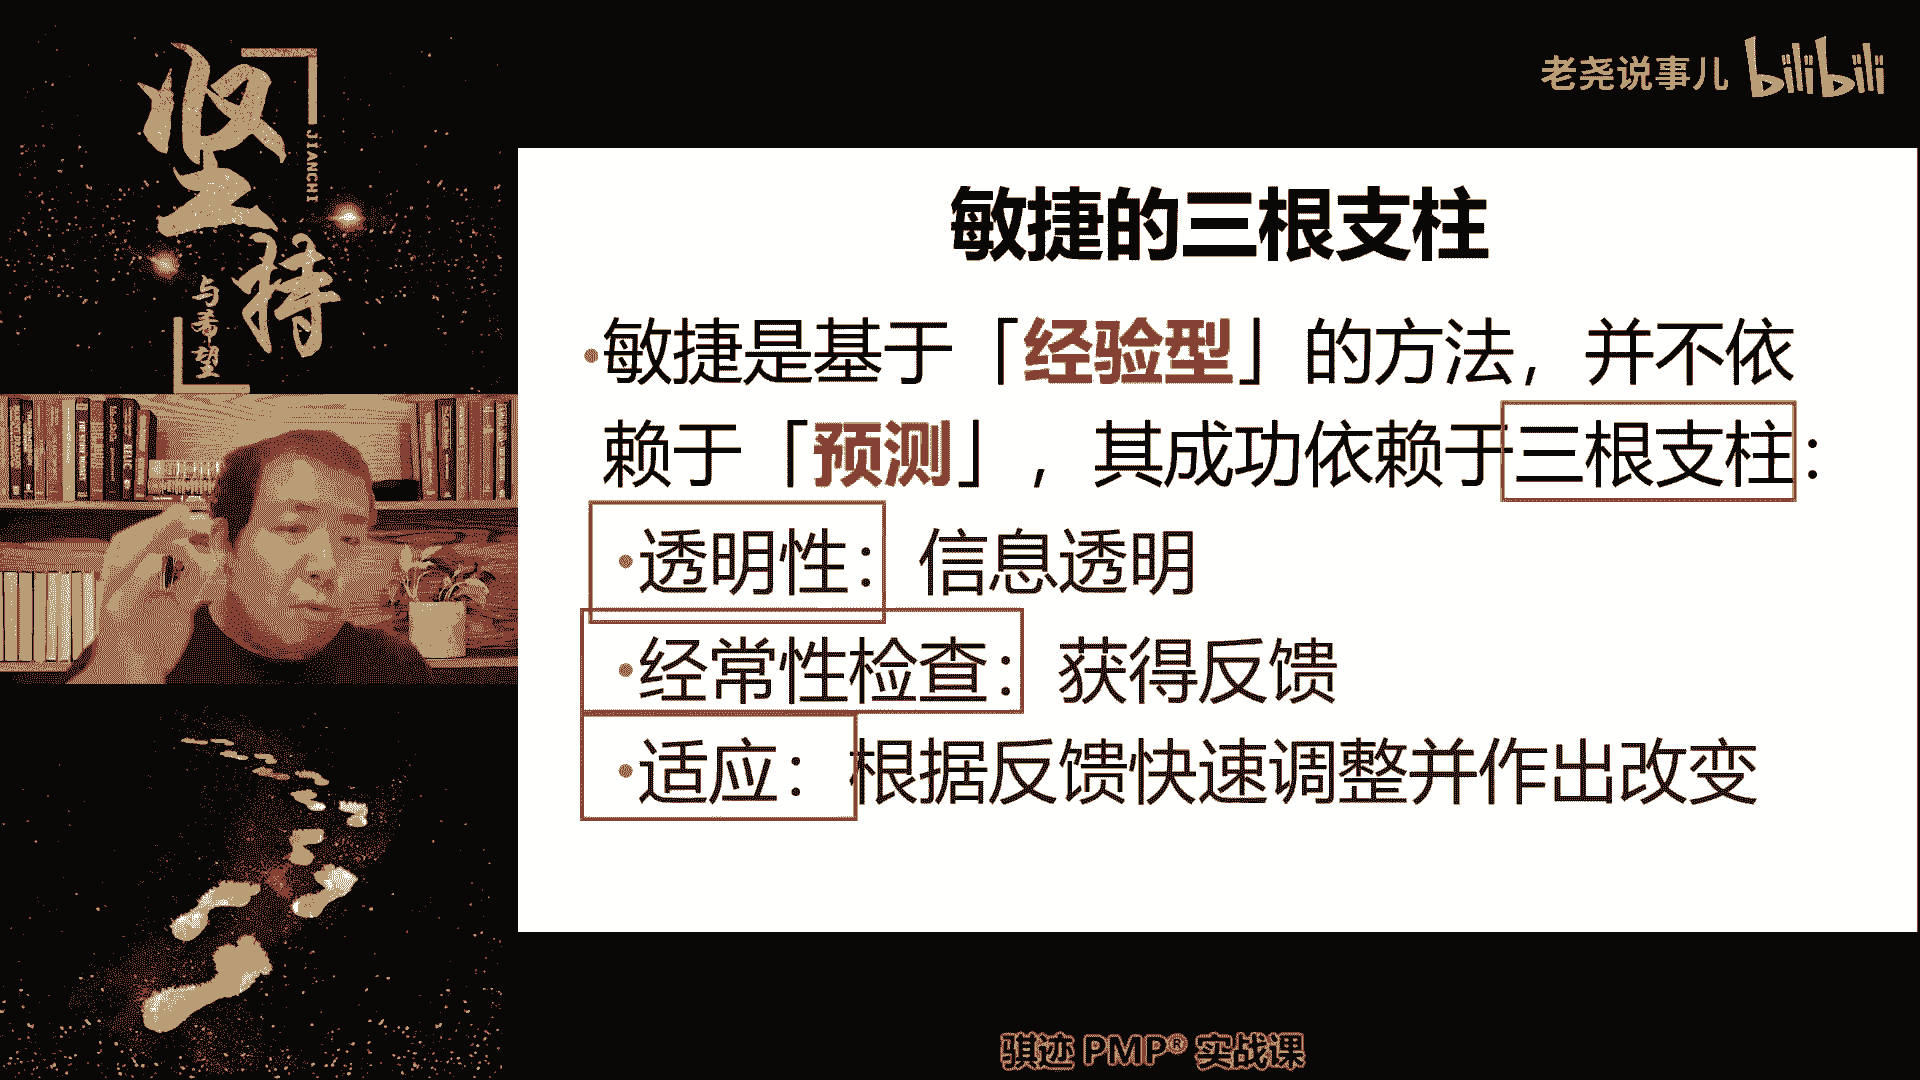 坚持
JIANCHI
与希望
老尧说事儿 bilibili
敏捷的三根支柱
•敏捷是基于「经验型」的方法，并不依
赖于「预测」，其成功依赖于三根支柱：
•透明性：信息透明
•经常性检查：获得反馈
•适应：根据反馈快速调整并作出改变
骐迹 PMP® 实战课